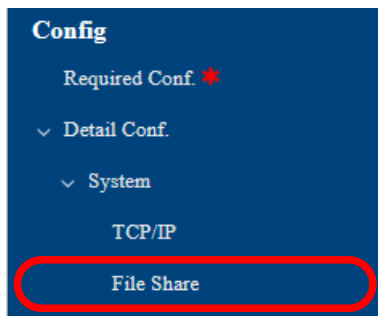 Config
Required Conf. *
Detail Conf.
System
TCP/IP
File Share